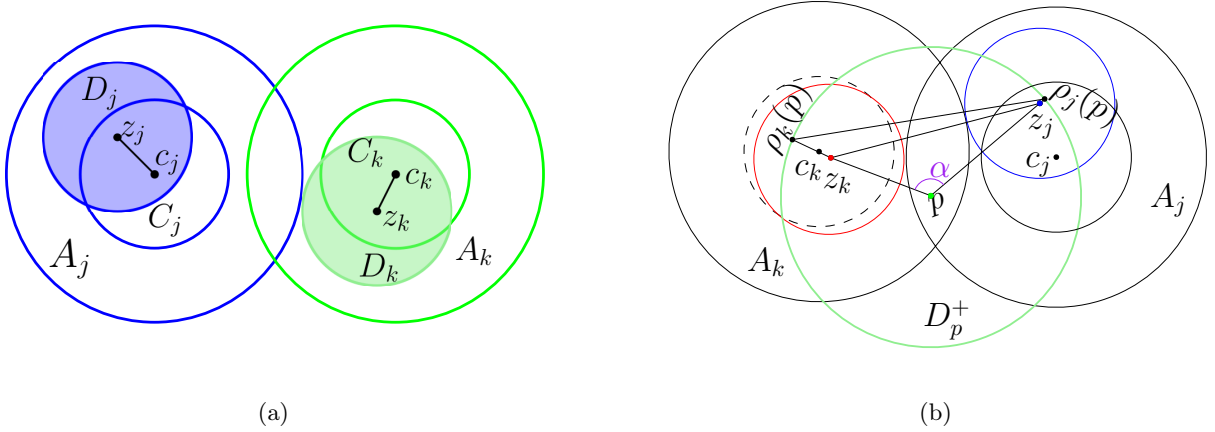 D_j
z_j
c_j
C_j
A_j
C_k
c_k
z_k
D_k
A_k
(a)
ρ_k(p)
ρ_j(p)
z_j
c_j
c_k z_k
α
p
A_j
A_k
D_p^+
(b)